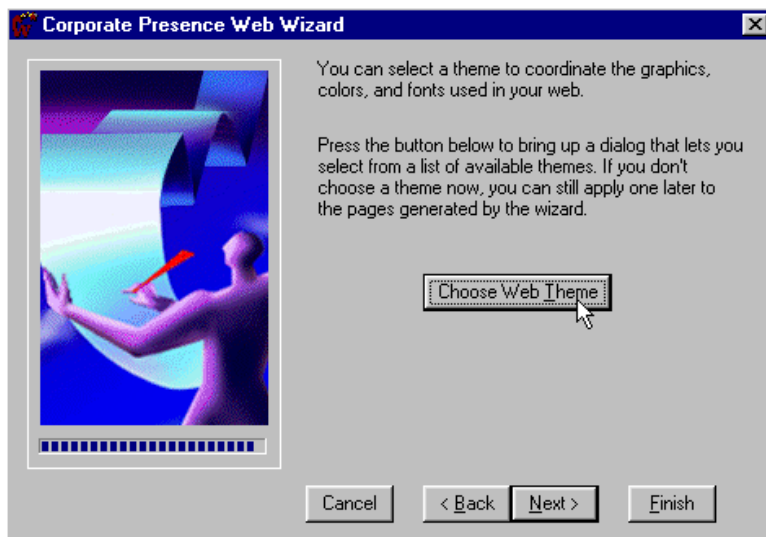 Corporate Presence Web Wizard
You can select a theme to coordinate the graphics,
colors, and fonts used in your web.
Press the button below to bring up a dialog that lets you
select from a list of available themes. If you don't
choose a theme now, you can still apply one later to
the pages generated by the wizard.
Choose Web Theme
Cancel
< Back
Next >
Finish